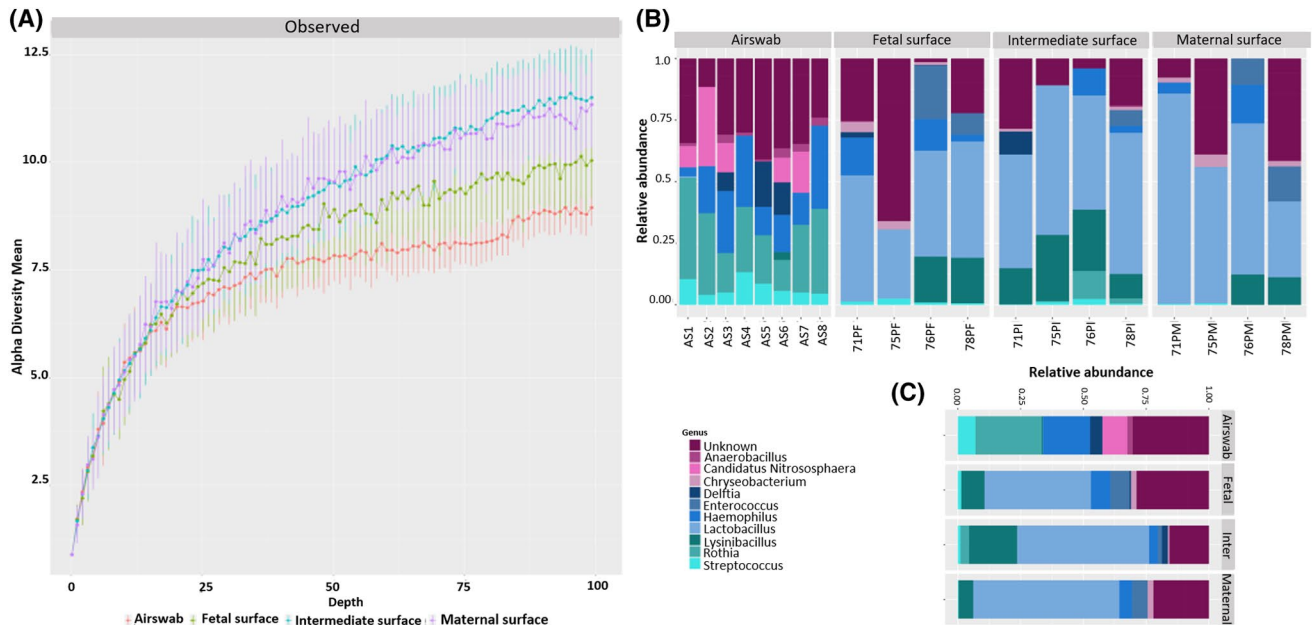 (A)
Observed
12.5
10.0
7.5
5.0
2.5
Alpha Diversity Mean
0
25
50
75
100
Depth
Airswab
Fetal surface
Intermediate surface
Maternal surface
(B)
Airswab
Fetal surface
Intermediate surface
Maternal surface
1.0
0.75
0.5
0.25
0.00
Relative abundance
AS1
AS2
AS3
AS4
AS5
AS6
AS7
AS8
71PF
75PF
76PF
78PF
71PI
75PI
76PI
78PI
71PM
75PM
76PM
78PM
Relative abundance
(C)
0.00
0.25
0.50
0.75
1.00
Airswab
Fetal
Inter
Maternal
Genus
Unknown
Anaerobacillus
Candidatus Nitrososphaera
Chryseobacterium
Delftia
Enterococcus
Haemophilus
Lactobacillus
Lysinibacillus
Rothia
Streptococcus